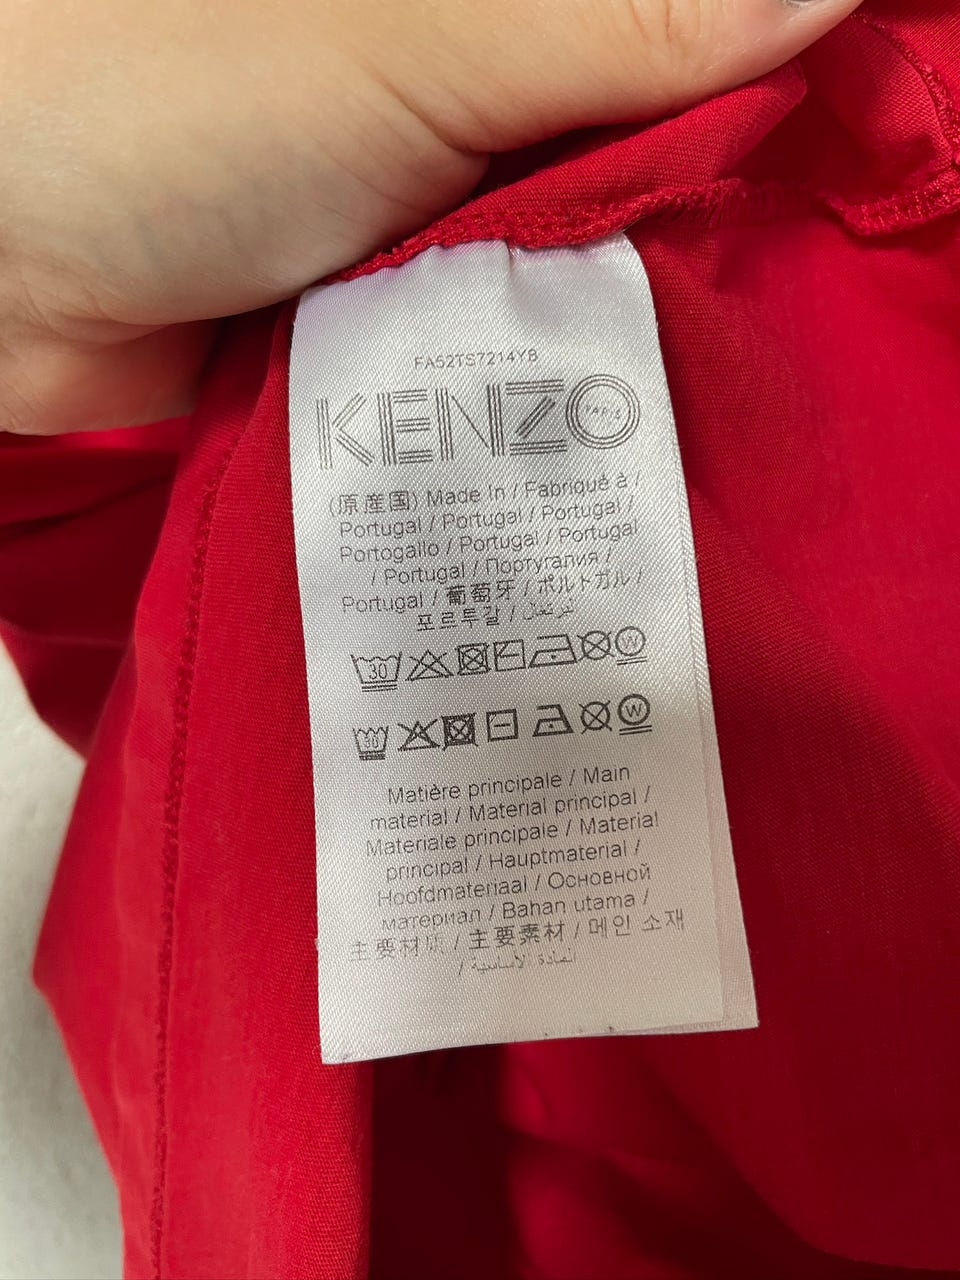 FA52TS7214YB
KENZO
PARIS
(原産国) Made In / Fabriqué à /
Portugal / Portugal / Portugal /
Portogallo / Portugal / Portugal
/ Portugal / Португалия /
Portugal / 葡萄牙 / ポルトガル /
포르투갈 / البرتغال
30 W
30 W
Matière principale / Main
material / Material principal /
Materiale principale / Material
principal / Hauptmaterial /
Hoofdmateriaal / Основной
материал / Bahan utama /
主要材质 / 主要素材 / 메인 소재
/ المادة الأساسية